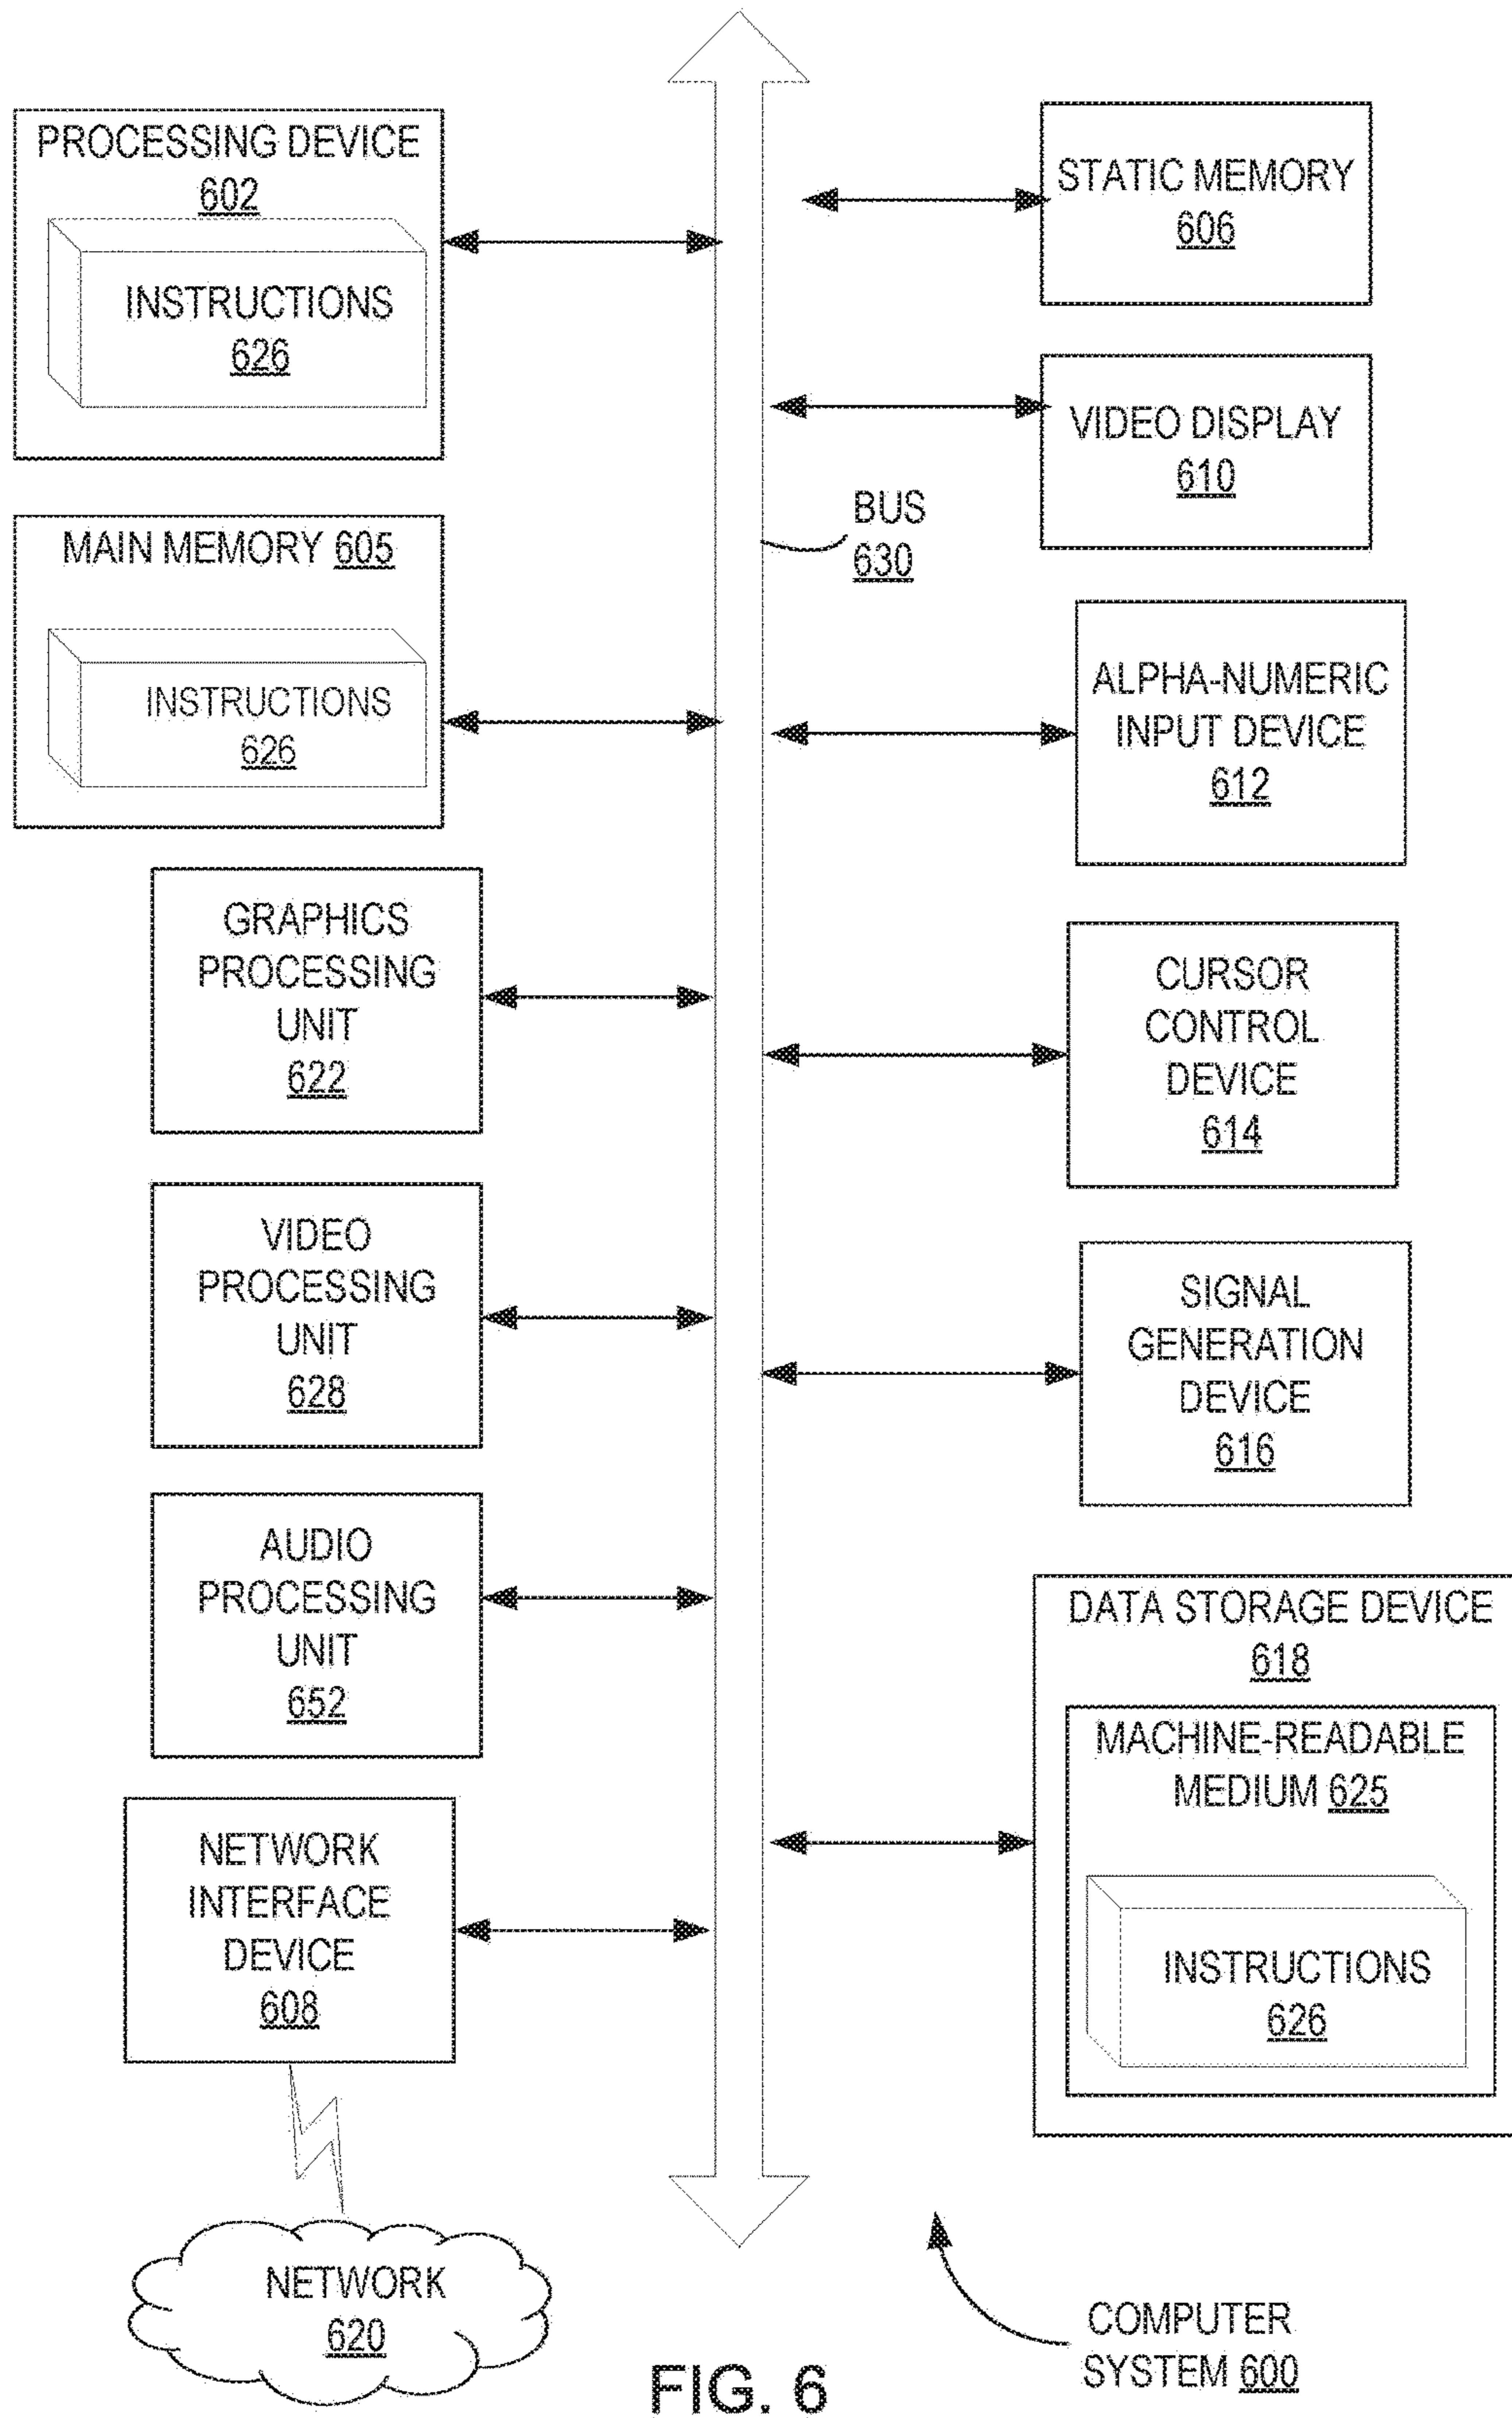 PROCESSING DEVICE
602
INSTRUCTIONS
626
MAIN MEMORY 605
INSTRUCTIONS
626
GRAPHICS
PROCESSING
UNIT
622
VIDEO
PROCESSING
UNIT
628
AUDIO
PROCESSING
UNIT
652
NETWORK
INTERFACE
DEVICE
608
NETWORK
620
BUS
630
STATIC MEMORY
606
VIDEO DISPLAY
610
ALPHA-NUMERIC
INPUT DEVICE
612
CURSOR
CONTROL
DEVICE
614
SIGNAL
GENERATION
DEVICE
616
DATA STORAGE DEVICE
618
MACHINE-READABLE
MEDIUM 625
INSTRUCTIONS
626
COMPUTER
SYSTEM 600
FIG. 6